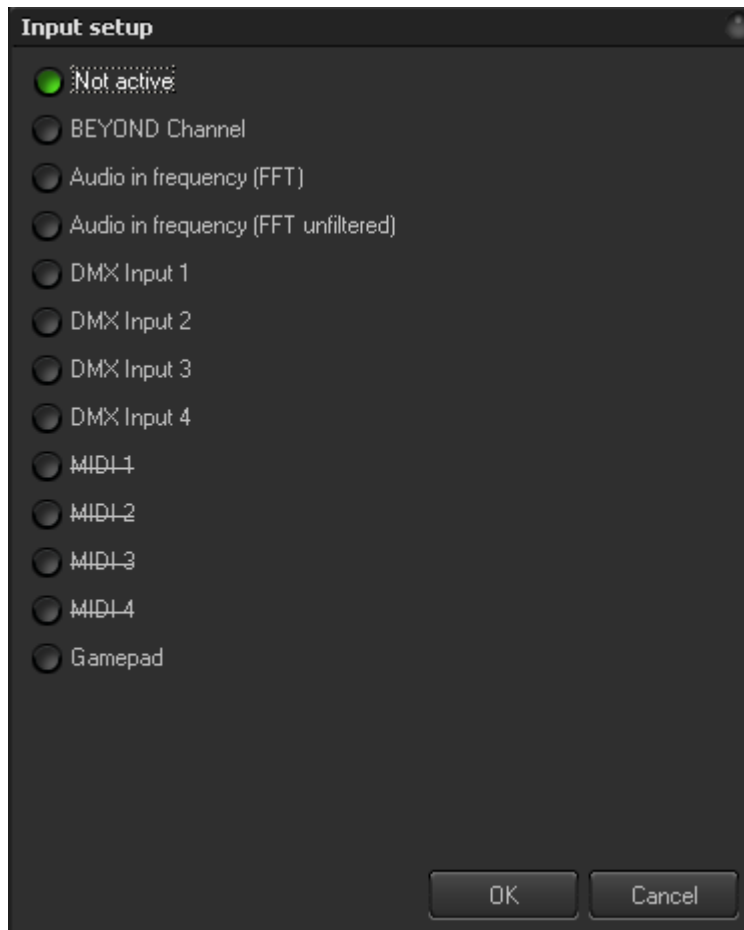 Input setup
Not active
BEYOND Channel
Audio in frequency (FFT)
Audio in frequency (FFT unfiltered)
DMX Input 1
DMX Input 2
DMX Input 3
DMX Input 4
MIDI 1
MIDI 2
MIDI 3
MIDI 4
Gamepad
OK Cancel